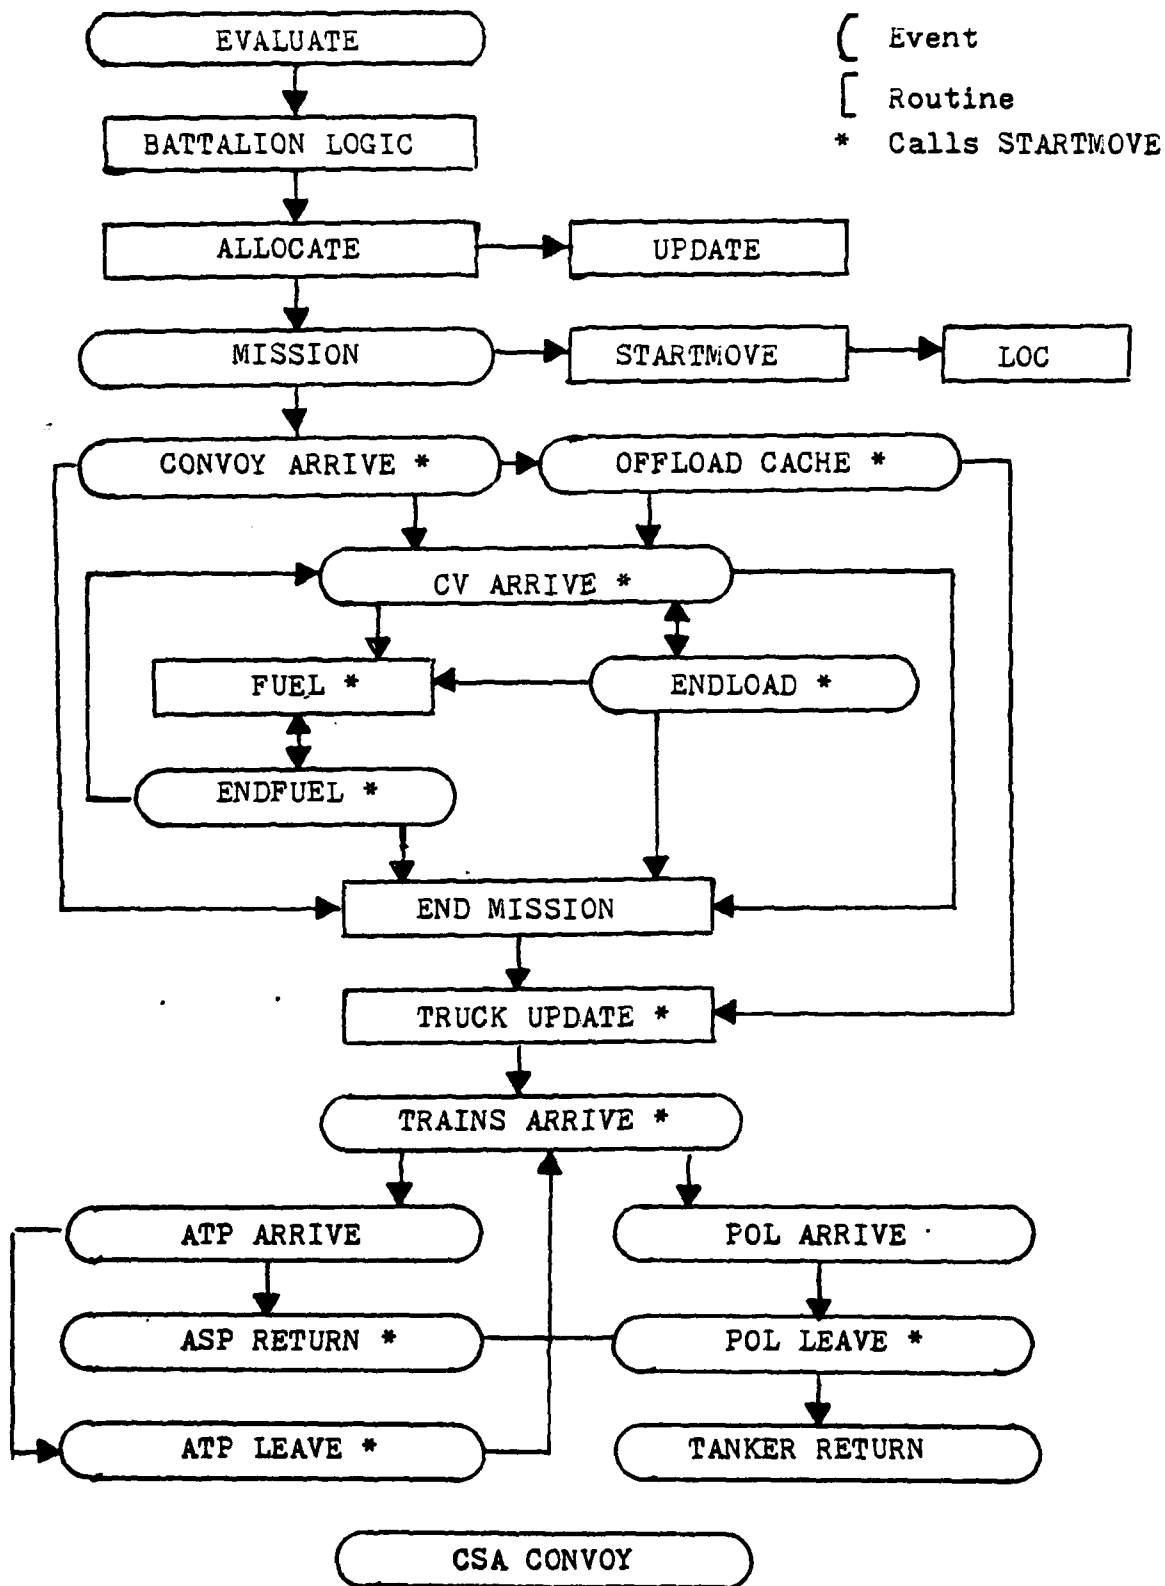 EVALUATE
( Event
[ Routine
* Calls STARTMOVE
BATTALION LOGIC
ALLOCATE
UPDATE
MISSION
STARTMOVE
LOC
CONVOY ARRIVE *
OFFLOAD CACHE *
CV ARRIVE *
FUEL *
ENDLOAD *
ENDFUEL *
END MISSION
TRUCK UPDATE *
TRAINS ARRIVE *
ATP ARRIVE
POL ARRIVE
ASP RETURN *
POL LEAVE *
ATP LEAVE *
TANKER RETURN
CSA CONVOY